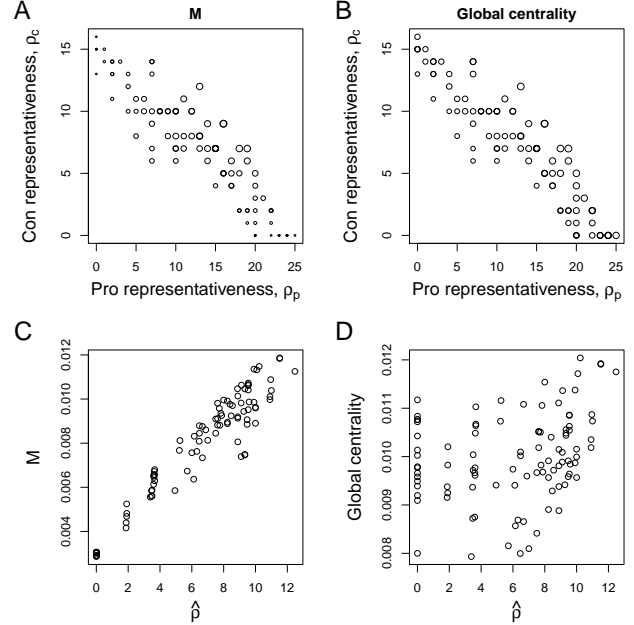 A
M
Con representativeness, ρc
15
10
5
0
0 5 10 15 20 25
Pro representativeness, ρp
B
Global centrality
Con representativeness, ρc
15
10
5
0
0 5 10 15 20 25
Pro representativeness, ρp
C
M
0.012
0.010
0.008
0.006
0.004
0 2 4 6 8 10 12
ρ̂
D
Global centrality
0.012
0.011
0.010
0.009
0.008
0 2 4 6 8 10 12
ρ̂